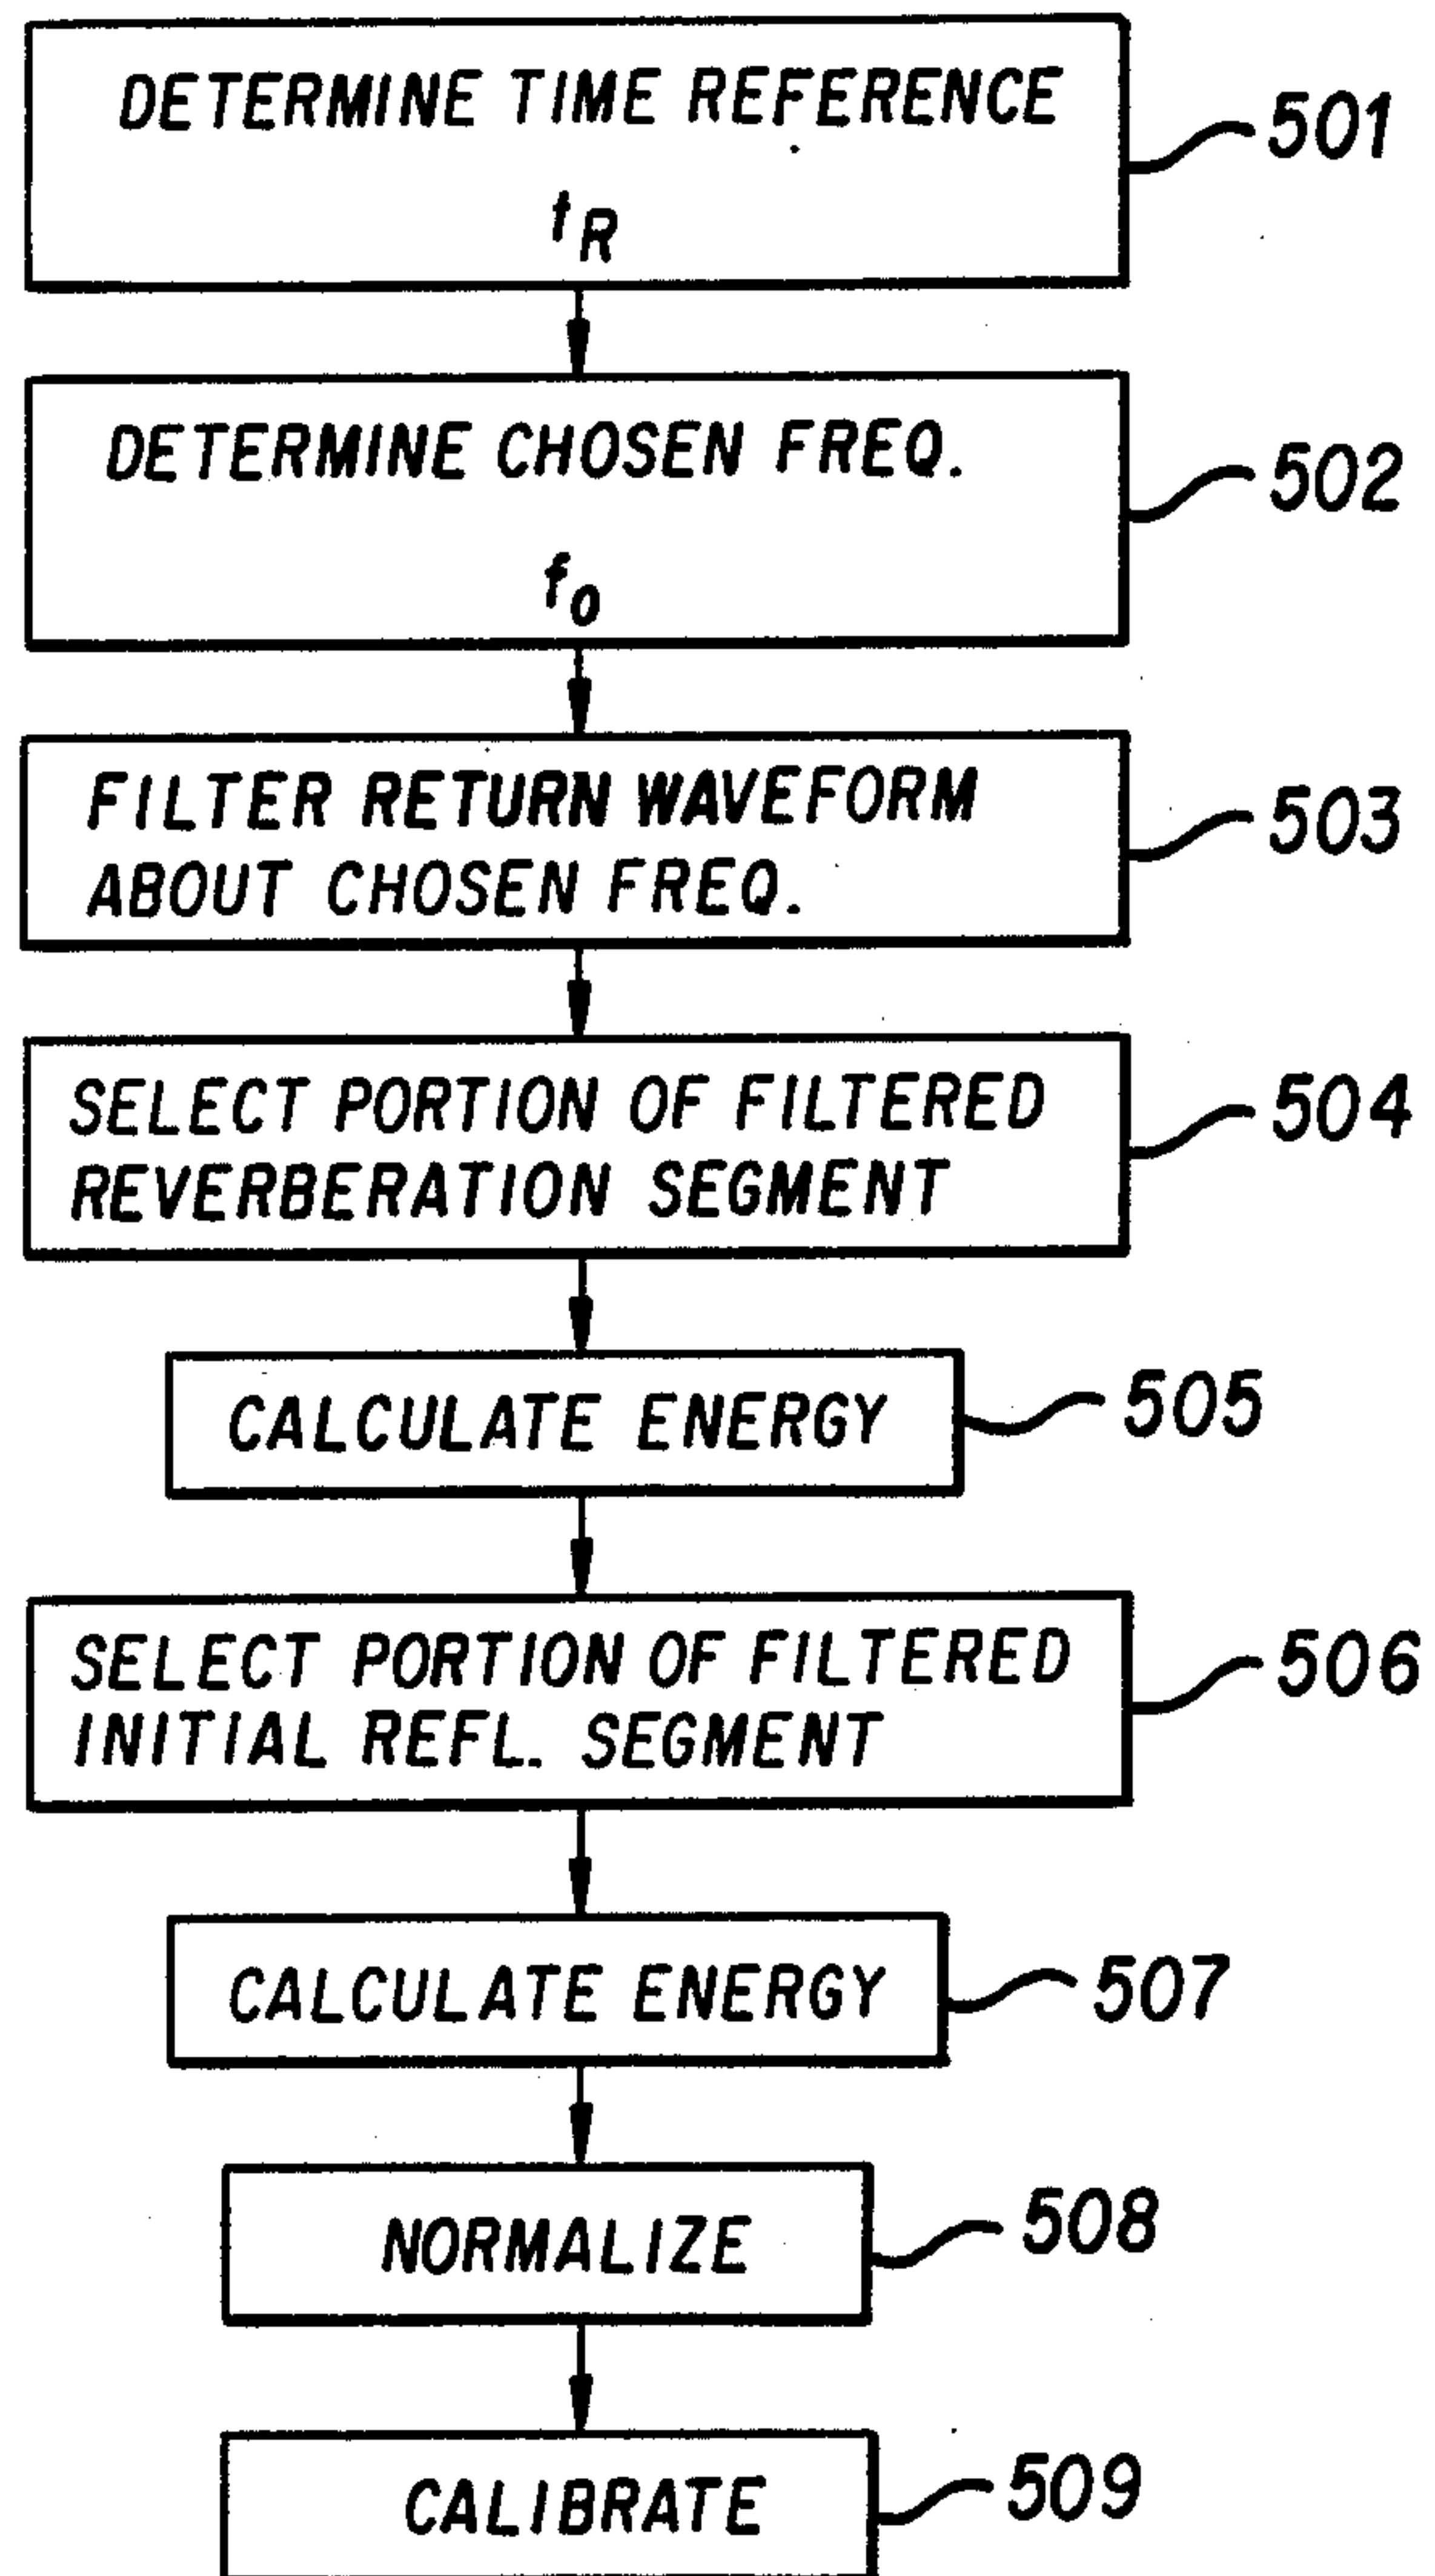 DETERMINE TIME REFERENCE
tR
501
DETERMINE CHOSEN FREQ.
fo
502
FILTER RETURN WAVEFORM
ABOUT CHOSEN FREQ.
503
SELECT PORTION OF FILTERED
REVERBERATION SEGMENT
504
CALCULATE ENERGY
505
SELECT PORTION OF FILTERED
INITIAL REFL. SEGMENT
506
CALCULATE ENERGY
507
NORMALIZE
508
CALIBRATE
509